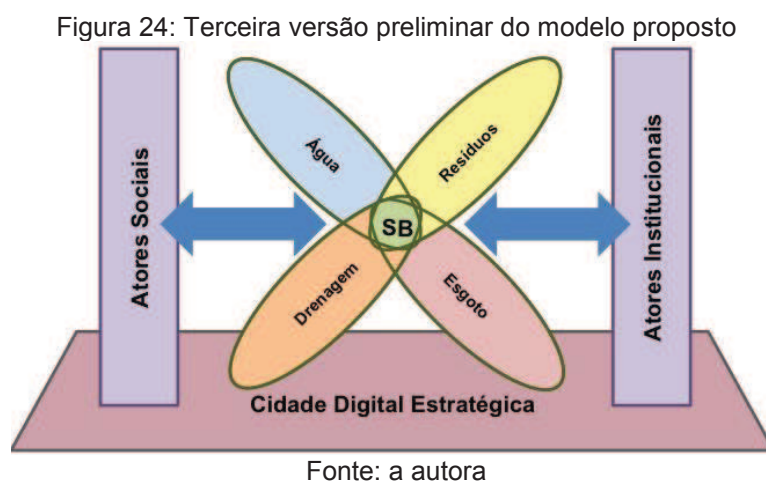 Figura 24: Terceira versão preliminar do modelo proposto
Atores Sociais
Água
Resíduos
SB
Drenagem
Esgoto
Atores Institucionais
Cidade Digital Estratégica
Fonte: a autora